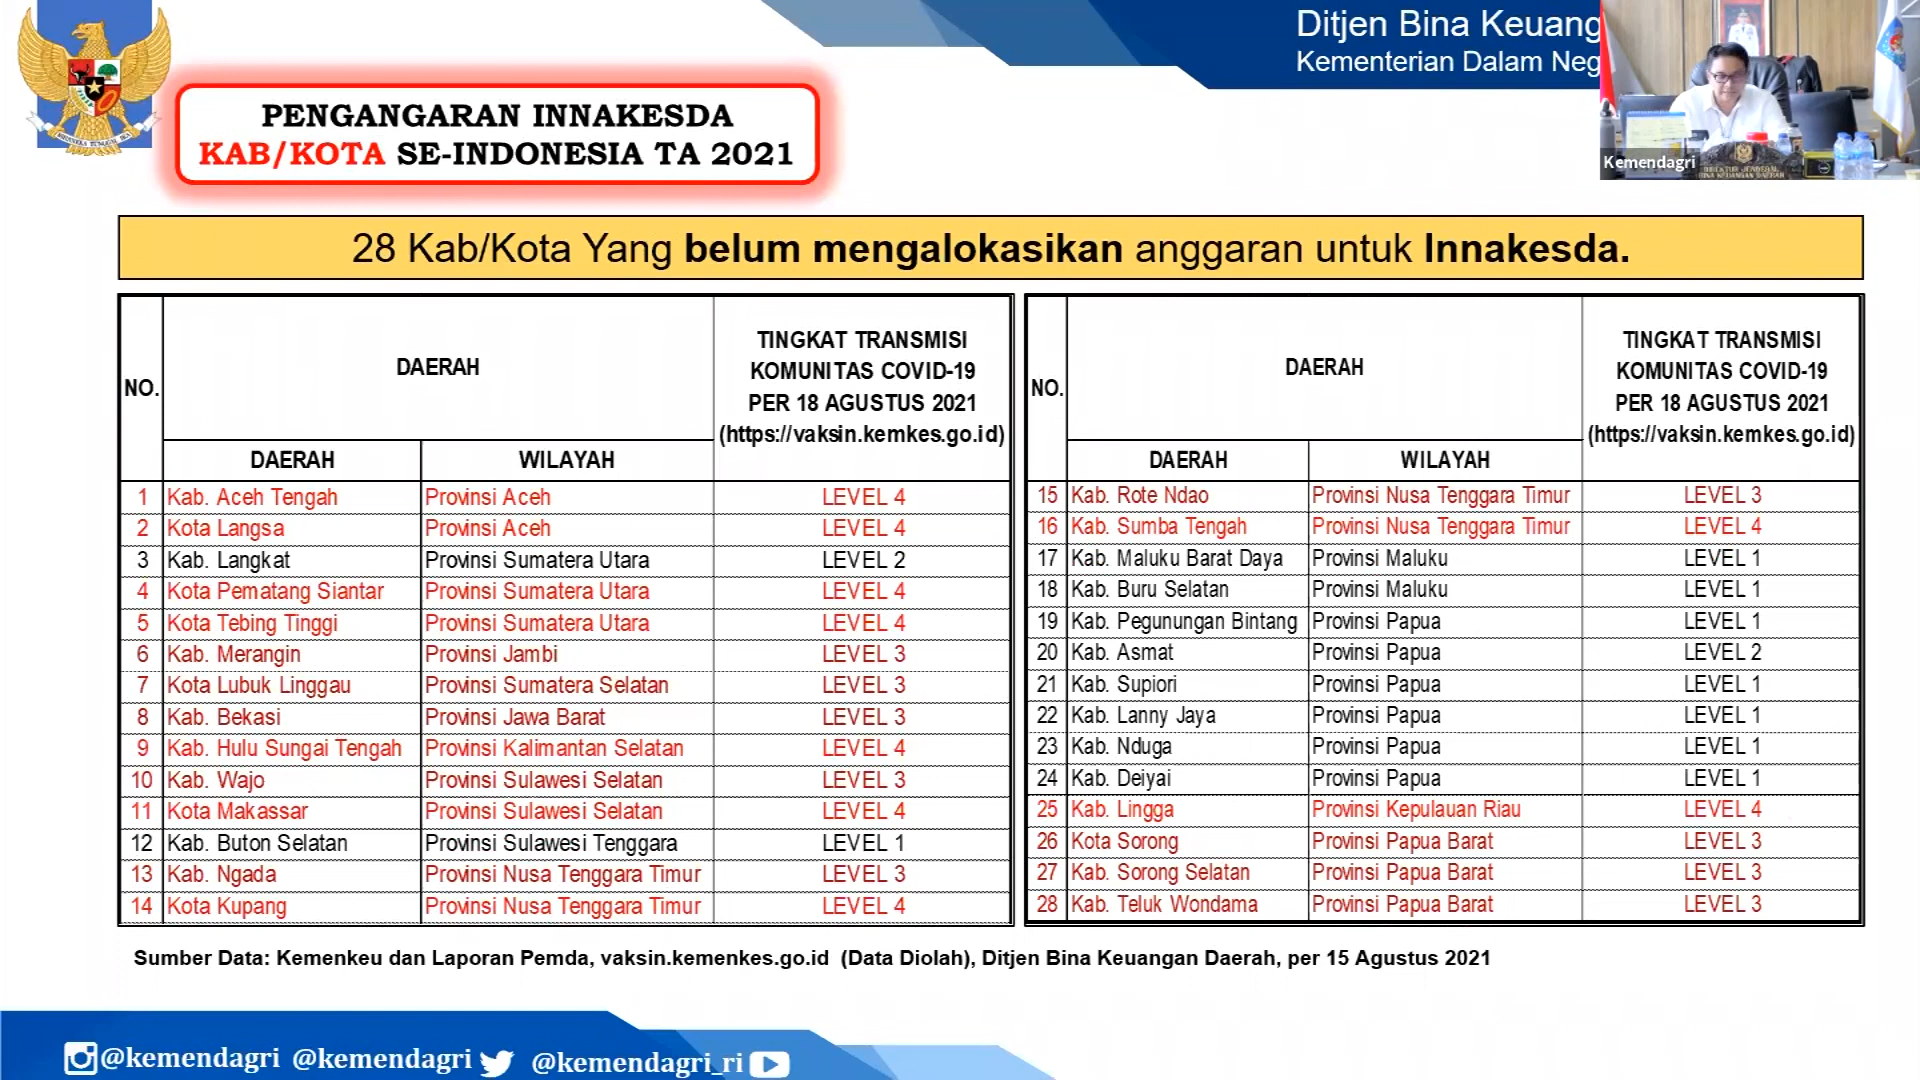 Ditjen Bina Keuang
Kementerian Dalam Neg
PENGANGARAN INNAKESDA
KAB/KOTA SE-INDONESIA TA 2021
Kemendagri
28 Kab/Kota Yang belum mengalokasikan anggaran untuk Innakesda.
NO. DAERAH TINGKAT TRANSMISI KOMUNITAS COVID-19 PER 18 AGUSTUS 2021 (https://vaksin.kemkes.go.id)
DAERAH WILAYAH
1 Kab. Aceh Tengah Provinsi Aceh LEVEL 4
2 Kota Langsa Provinsi Aceh LEVEL 4
3 Kab. Langkat Provinsi Sumatera Utara LEVEL 2
4 Kota Pematang Siantar Provinsi Sumatera Utara LEVEL 4
5 Kota Tebing Tinggi Provinsi Sumatera Utara LEVEL 4
6 Kab. Merangin Provinsi Jambi LEVEL 3
7 Kota Lubuk Linggau Provinsi Sumatera Selatan LEVEL 3
8 Kab. Bekasi Provinsi Jawa Barat LEVEL 3
9 Kab. Hulu Sungai Tengah Provinsi Kalimantan Selatan LEVEL 4
10 Kab. Wajo Provinsi Sulawesi Selatan LEVEL 3
11 Kota Makassar Provinsi Sulawesi Selatan LEVEL 4
12 Kab. Buton Selatan Provinsi Sulawesi Tenggara LEVEL 1
13 Kab. Ngada Provinsi Nusa Tenggara Timur LEVEL 3
14 Kota Kupang Provinsi Nusa Tenggara Timur LEVEL 4
NO. DAERAH TINGKAT TRANSMISI KOMUNITAS COVID-19 PER 18 AGUSTUS 2021 (https://vaksin.kemkes.go.id)
DAERAH WILAYAH
15 Kab. Rote Ndao Provinsi Nusa Tenggara Timur LEVEL 3
16 Kab. Sumba Tengah Provinsi Nusa Tenggara Timur LEVEL 4
17 Kab. Maluku Barat Daya Provinsi Maluku LEVEL 1
18 Kab. Buru Selatan Provinsi Maluku LEVEL 1
19 Kab. Pegunungan Bintang Provinsi Papua LEVEL 1
20 Kab. Asmat Provinsi Papua LEVEL 2
21 Kab. Supiori Provinsi Papua LEVEL 1
22 Kab. Lanny Jaya Provinsi Papua LEVEL 1
23 Kab. Nduga Provinsi Papua LEVEL 1
24 Kab. Deiyai Provinsi Papua LEVEL 1
25 Kab. Lingga Provinsi Kepulauan Riau LEVEL 4
26 Kota Sorong Provinsi Papua Barat LEVEL 3
27 Kab. Sorong Selatan Provinsi Papua Barat LEVEL 3
28 Kab. Teluk Wondama Provinsi Papua Barat LEVEL 3
Sumber Data: Kemenkeu dan Laporan Pemda, vaksin.kemenkes.go.id (Data Diolah), Ditjen Bina Keuangan Daerah, per 15 Agustus 2021
@kemendagri @kemendagri @kemendagri_ri